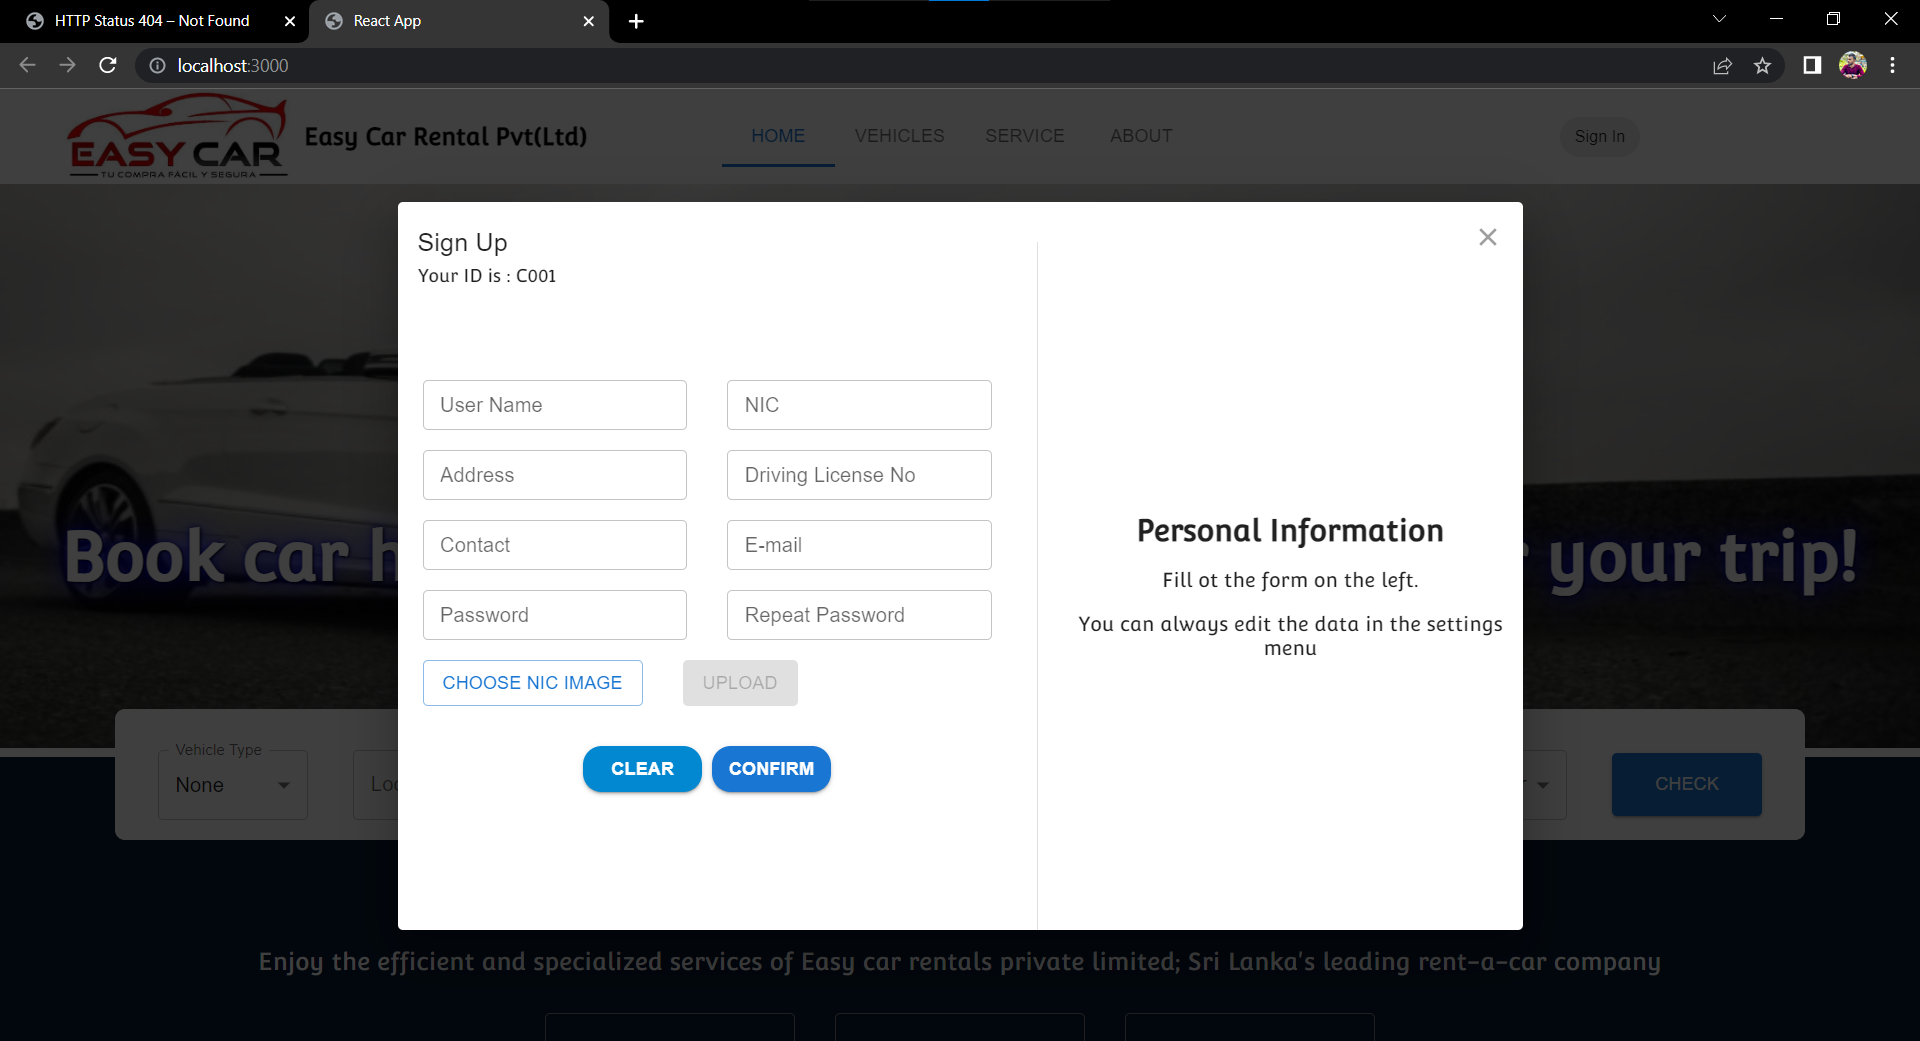 HTTP Status 404 – Not Found
React App
localhost:3000
EASY CAR
TU COMPRA FÁCIL Y SEGURA
Easy Car Rental Pvt(Ltd)
HOME
VEHICLES
SERVICE
ABOUT
Sign In
Sign Up
Your ID is : C001
User Name
NIC
Address
Driving License No
Contact
E-mail
Password
Repeat Password
CHOOSE NIC IMAGE
UPLOAD
CLEAR
CONFIRM
Personal Information
Fill ot the form on the left.
You can always edit the data in the settings
menu
Book car
your trip!
Vehicle Type
None
CHECK
Enjoy the efficient and specialized services of Easy car rentals private limited; Sri Lanka's leading rent-a-car company